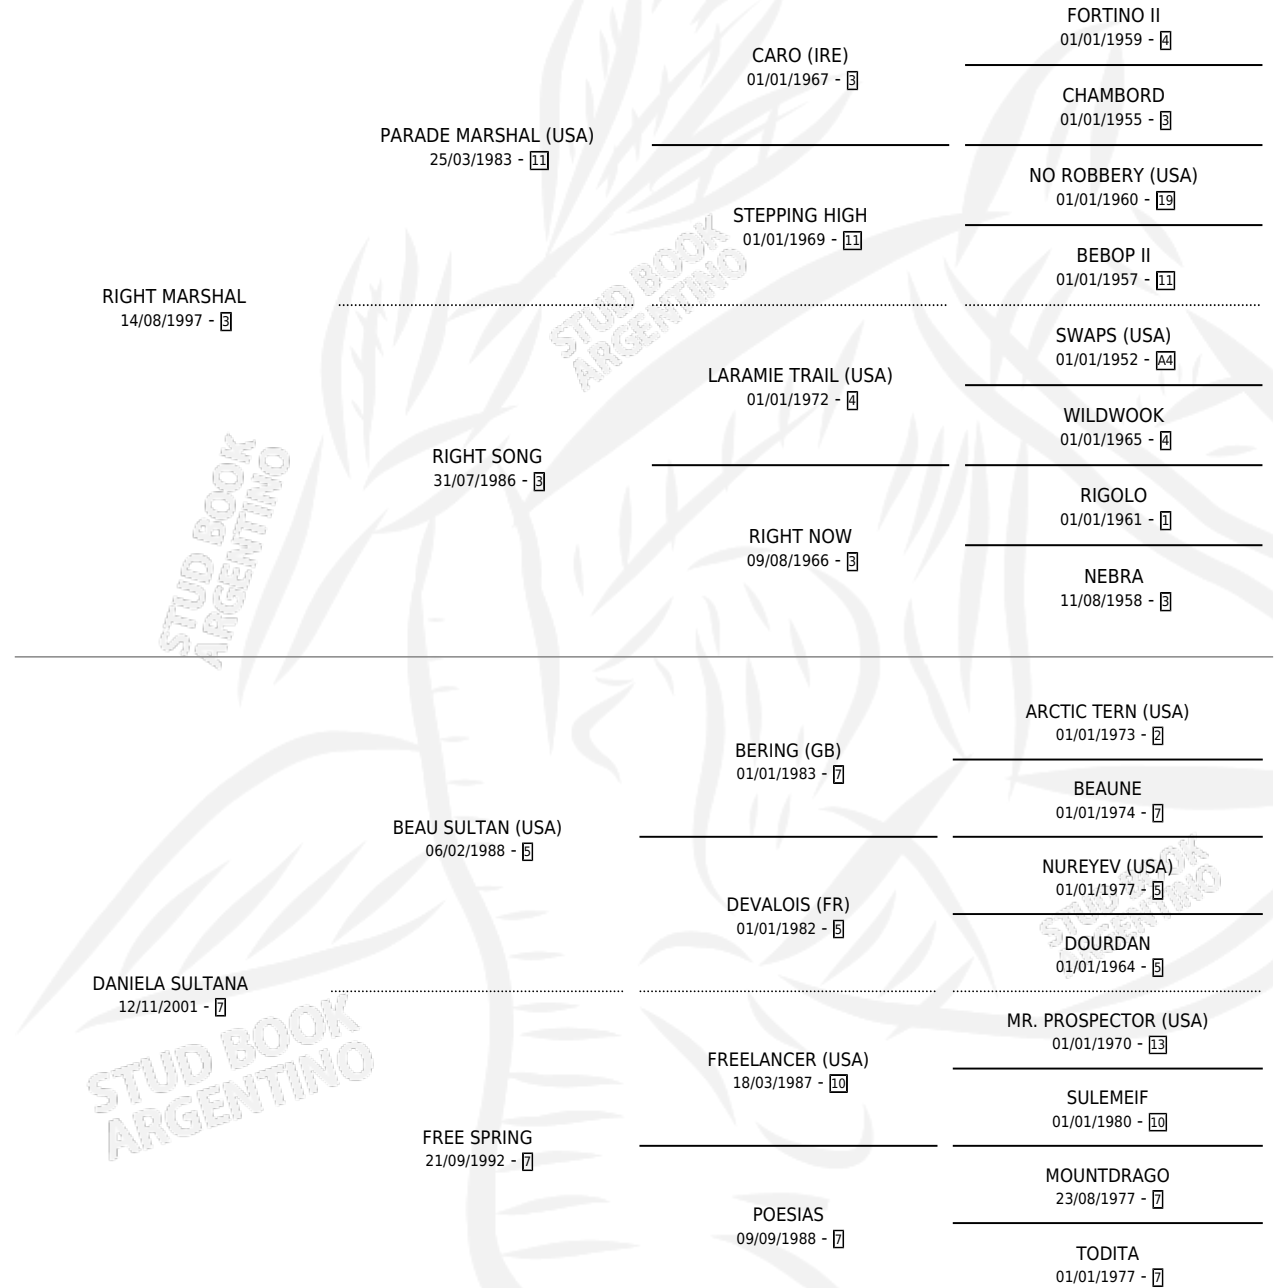 FORTINO II
01/01/1959 - 4
CARO (IRE)
01/01/1967 - 3
CHAMBORD
01/01/1955 - 3
PARADE MARSHAL (USA)
25/03/1983 - 11
NO ROBBERY (USA)
01/01/1960 - 19
STEPPING HIGH
01/01/1969 - 11
BEBOP II
01/01/1957 - 11
RIGHT MARSHAL
14/08/1997 - 3
STUD BOOK
ARGENTINO
SWAPS (USA)
01/01/1952 - A4
LARAMIE TRAIL (USA)
01/01/1972 - 4
WILDWOOK
01/01/1965 - 4
RIGHT SONG
31/07/1986 - 3
RIGOLO
01/01/1961 - 1
RIGHT NOW
09/08/1966 - 3
NEBRA
11/08/1958 - 3
STUD BOOK
ARGENTINO
ARCTIC TERN (USA)
01/01/1973 - 2
BERING (GB)
01/01/1983 - 7
BEAUNE
01/01/1974 - 7
BEAU SULTAN (USA)
06/02/1988 - 5
NUREYEV (USA)
01/01/1977 - 5
DEVALOIS (FR)
01/01/1982 - 5
STUD BOOK
ARGENTINO
DOURDAN
01/01/1964 - 5
DANIELA SULTANA
12/11/2001 - 7
MR. PROSPECTOR (USA)
01/01/1970 - 13
FREELANCER (USA)
18/03/1987 - 10
STUD BOOK
ARGENTINO
SULEMEIF
01/01/1980 - 10
FREE SPRING
21/09/1992 - 7
MOUNTDRAGO
23/08/1977 - 7
POESIAS
09/09/1988 - 7
TODITA
01/01/1977 - 7